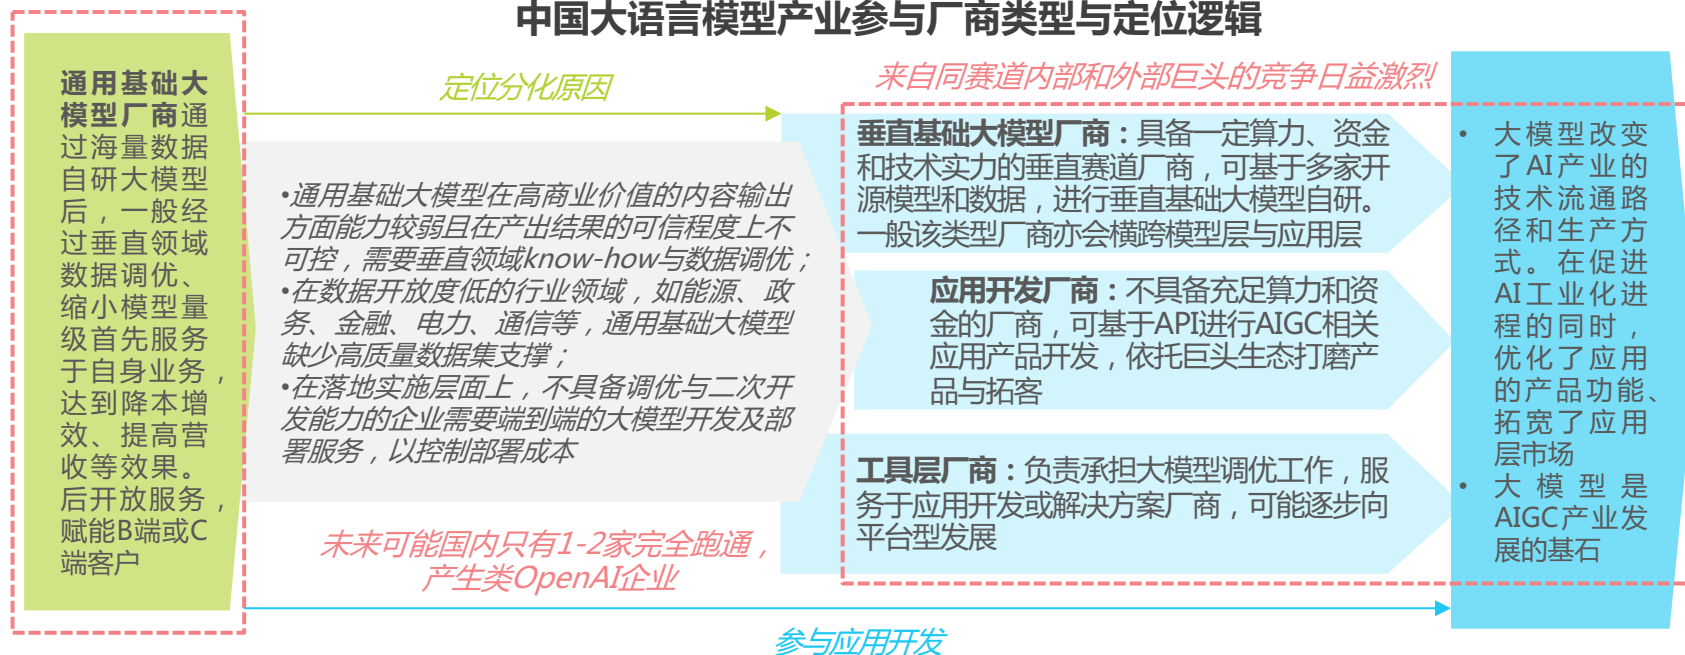 中国大语言模型产业参与厂商类型与定位逻辑
通用基础大
模型厂商通
过海量数据
自研大模型
后，一般经
过垂直领域
数据调优、
缩小模型量
级首先服务
于自身业务，
达到降本增
效、提高营
收等效果。
后开放服务，
赋能B端或C
端客户
定位分化原因
•通用基础大模型在高商业价值的内容输出
方面能力较弱且在产出结果的可信程度上不
可控，需要垂直领域know-how与数据调优；
•在数据开放度低的行业领域，如能源、政
务、金融、电力、通信等，通用基础大模型
缺少高质量数据集支撑；
•在落地实施层面上，不具备调优与二次开
发能力的企业需要端到端的大模型开发及部
署服务，以控制部署成本
未来可能国内只有1-2家完全跑通，
产生类OpenAI企业
来自同赛道内部和外部巨头的竞争日益激烈
垂直基础大模型厂商：具备一定算力、资金
和技术实力的垂直赛道厂商，可基于多家开
源模型和数据，进行垂直基础大模型自研。
一般该类型厂商亦会横跨模型层与应用层
应用开发厂商：不具备充足算力和资
金的厂商，可基于API进行AIGC相关
应用产品开发，依托巨头生态打磨产
品与拓客
工具层厂商：负责承担大模型调优工作，服
务于应用开发或解决方案厂商，可能逐步向
平台型发展
• 大模型改变
了AI产业的
技术流通路
径和生产方
式。在促进
AI工业化进
程的同时，
优化了应用
的产品功能、
拓宽了应用
层市场
• 大模型是
AIGC产业发
展的基石
参与应用开发